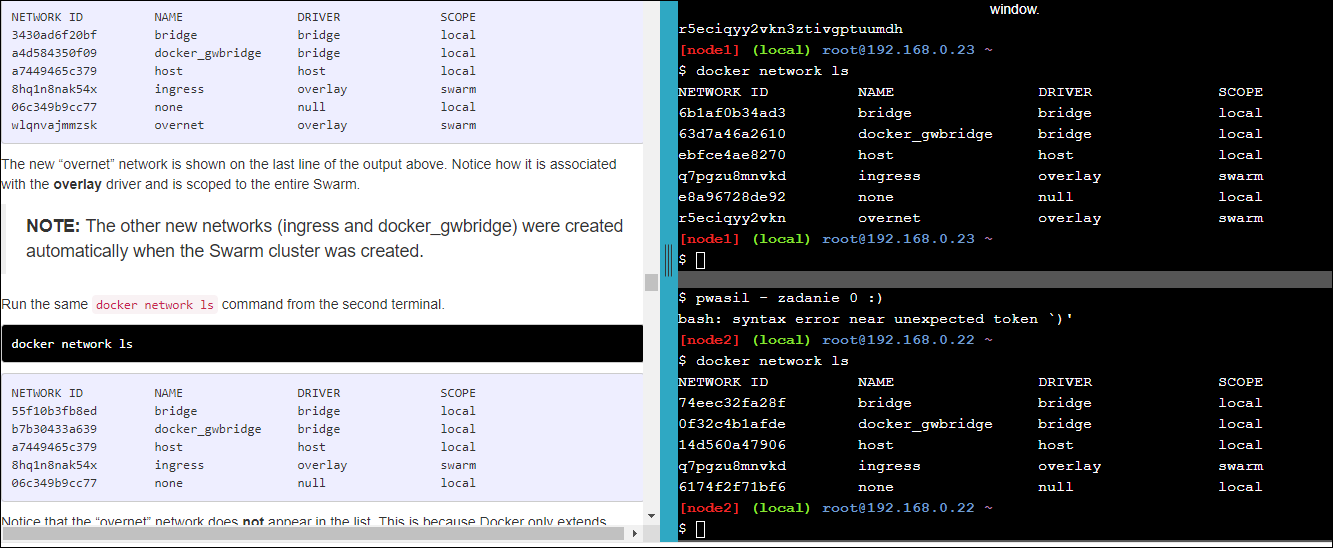 NETWORK ID NAME DRIVER SCOPE
3430ad6f20bf bridge bridge local
a4d584350f09 docker_gwbridge bridge local
a7449465c379 host host local
8hq1n8nak54x ingress overlay swarm
06c349b9cc77 none null local
wlqnvajmmzsk overnet overlay swarm
The new “overnet” network is shown on the last line of the output above. Notice how it is associated
with the overlay driver and is scoped to the entire Swarm.
NOTE: The other new networks (ingress and docker_gwbridge) were created
automatically when the Swarm cluster was created.
Run the same docker network ls command from the second terminal.
docker network ls
NETWORK ID NAME DRIVER SCOPE
55f10b3fb8ed bridge bridge local
b7b30433a639 docker_gwbridge bridge local
a7449465c379 host host local
8hq1n8nak54x ingress overlay swarm
06c349b9cc77 none null local
Notice that the “overnet” network does not appear in the list. This is because Docker only extends
window.
r5eciqyy2vkn3ztivgptuumdh
[node1] (local) root@192.168.0.23 ~
$ docker network ls
NETWORK ID NAME DRIVER SCOPE
6b1af0b34ad3 bridge bridge local
63d7a46a2610 docker_gwbridge bridge local
ebfce4ae8270 host host local
q7pgzu8mnvkd ingress overlay swarm
e8a96728de92 none null local
r5eciqyy2vkn overnet overlay swarm
[node1] (local) root@192.168.0.23 ~
$
$ pwasil - zadanie 0 :)
bash: syntax error near unexpected token `)'
[node2] (local) root@192.168.0.22 ~
$ docker network ls
NETWORK ID NAME DRIVER SCOPE
74eec32fa28f bridge bridge local
0f32c4b1afde docker_gwbridge bridge local
14d560a47906 host host local
q7pgzu8mnvkd ingress overlay swarm
6174f2f71bf6 none null local
[node2] (local) root@192.168.0.22 ~
$